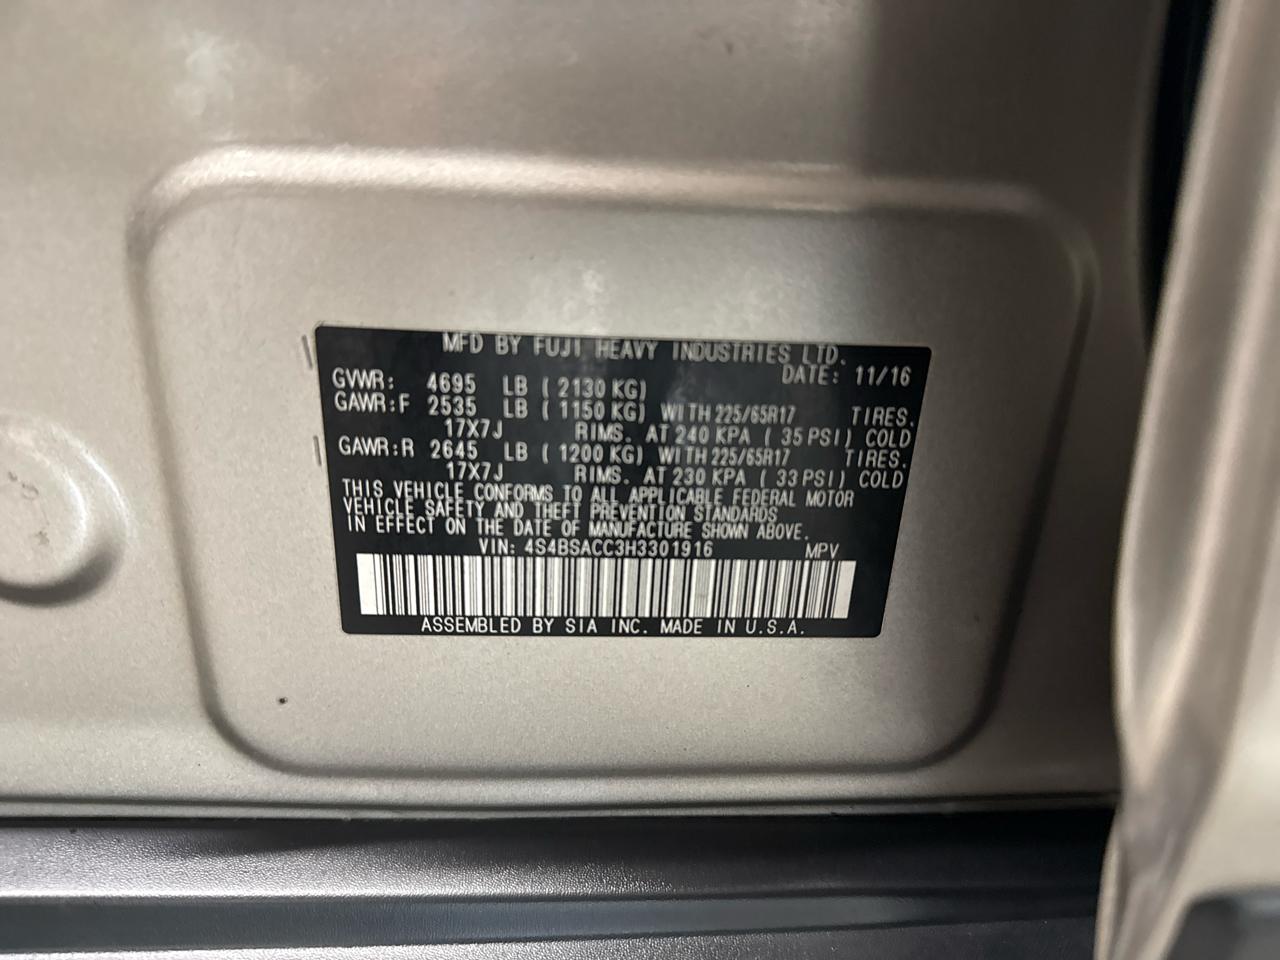 MFD BY FUJI HEAVY INDUSTRIES LTD.
DATE: 11/16
GVWR: 4695 LB ( 2130 KG)
GAWR:F 2535 LB ( 1150 KG) WITH 225/65R17 TIRES.
17X7J RIMS. AT 240 KPA ( 35 PSI) COLD
GAWR:R 2645 LB ( 1200 KG) WITH 225/65R17 TIRES.
17X7J RIMS. AT 230 KPA ( 33 PSI) COLD
THIS VEHICLE CONFORMS TO ALL APPLICABLE FEDERAL MOTOR
VEHICLE SAFETY AND THEFT PREVENTION STANDARDS
IN EFFECT ON THE DATE OF MANUFACTURE SHOWN ABOVE.
VIN: 4S4BSACC3H3301916 MPV
ASSEMBLED BY SIA INC. MADE IN U.S.A.